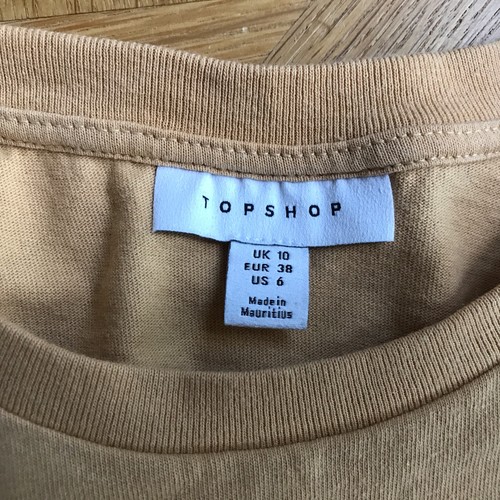 TOPSHOP
UK 10
EUR 38
US 6
Made in
Mauritius